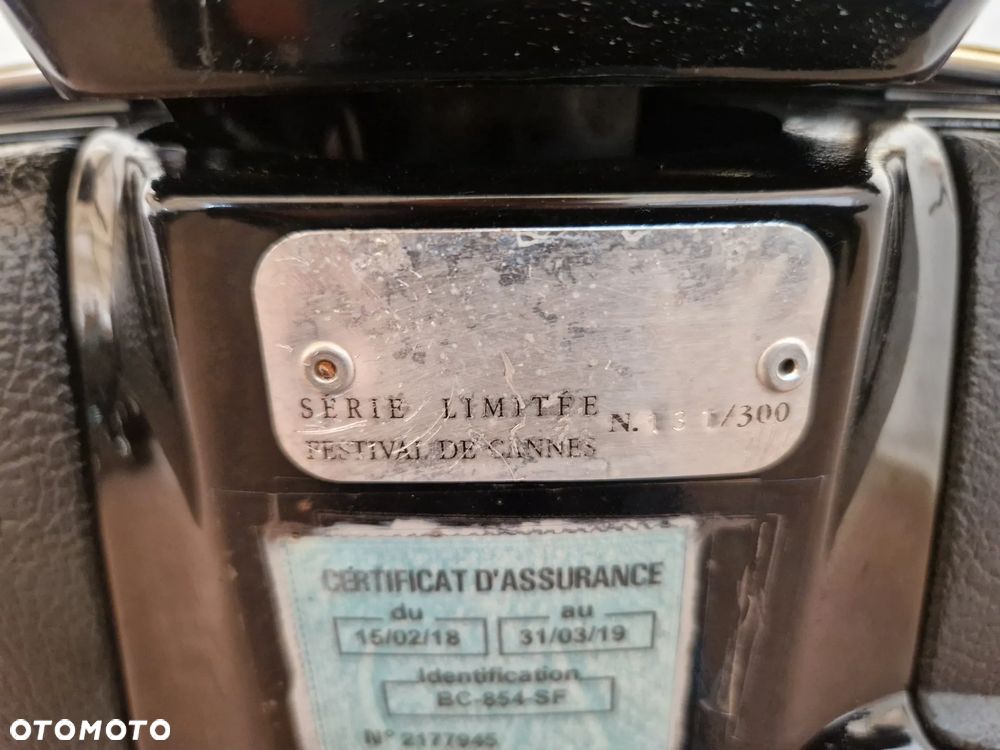 SÉRIE LIMITÉE
FESTIVAL DE CANNES
N. /300
CERTIFICAT D'ASSURANCE
du au
15/02/18 31/03/19
Identification
BC-854-SF
N° 2177945
OTOMOTO